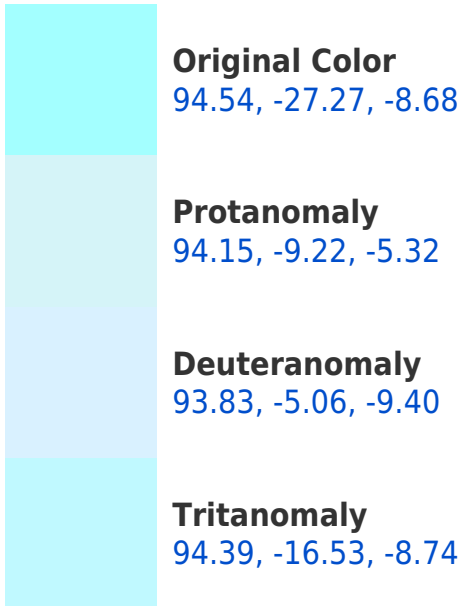 Original Color
94.54, -27.27, -8.68
Protanomaly
94.15, -9.22, -5.32
Deuteranomaly
93.83, -5.06, -9.40
Tritanomaly
94.39, -16.53, -8.74